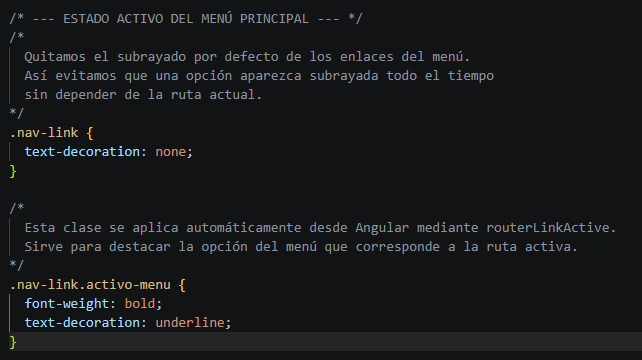 /* --- ESTADO ACTIVO DEL MENÚ PRINCIPAL --- */
/*
  Quitamos el subrayado por defecto de los enlaces del menú.
  Así evitamos que una opción aparezca subrayada todo el tiempo
  sin depender de la ruta actual.
*/
.nav-link {
  text-decoration: none;
}

/*
  Esta clase se aplica automáticamente desde Angular mediante routerLinkActive.
  Sirve para destacar la opción del menú que corresponde a la ruta activa.
*/
.nav-link.activo-menu {
  font-weight: bold;
  text-decoration: underline;
}